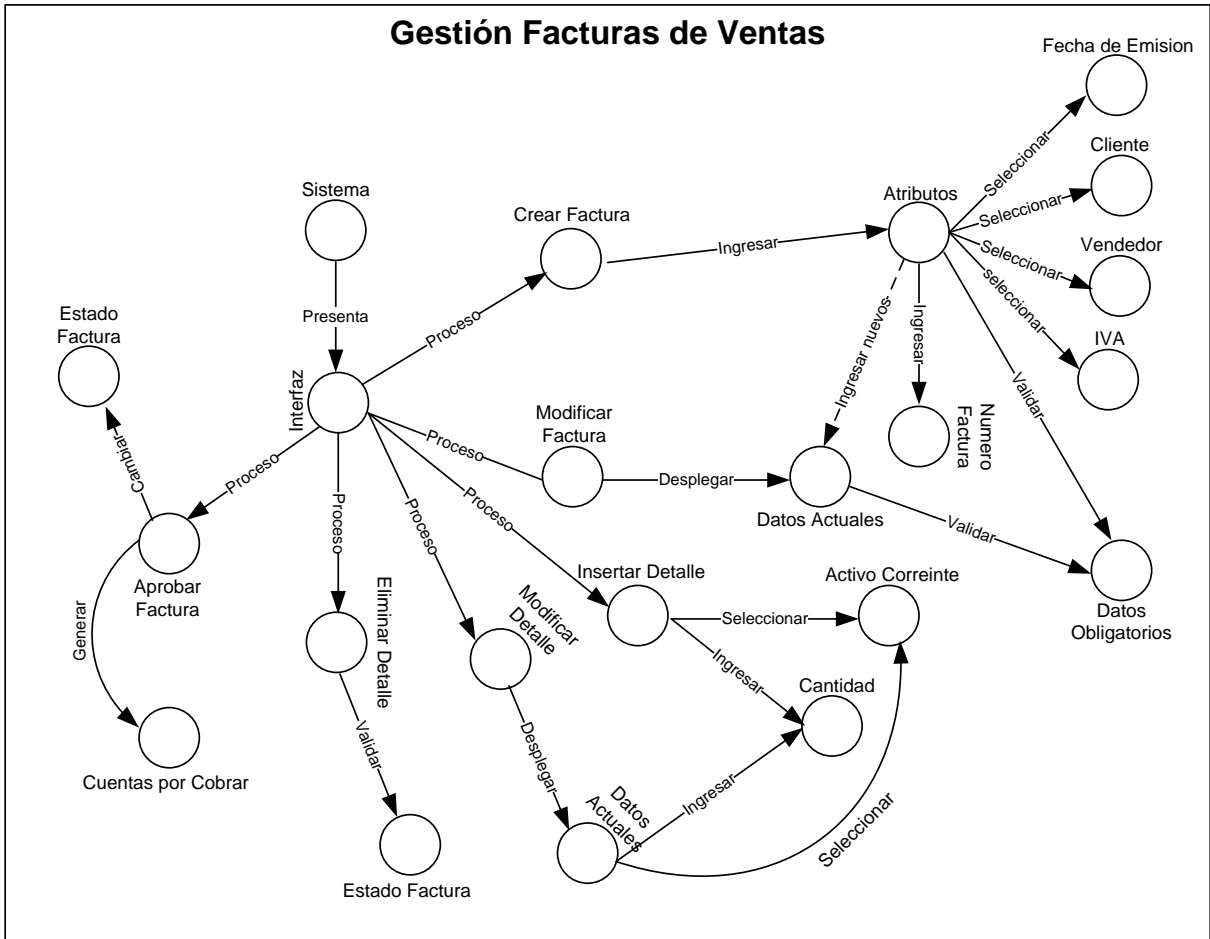 Gestión Facturas de Ventas
Fecha de Emision
Seleccionar
Cliente
Seleccionar
Vendedor
Seleccionar
IVA
seleccionar
Sistema
Presenta
Crear Factura
Ingresar
Atributos
Proceso
Estado
Factura
Interfaz
Ingresar nuevos
Ingresar
Validar
Numero
Factura
Modificar
Factura
Proceso
Desplegar
Datos Actuales
Validar
Datos
Obligatorios
Cambiar
Proceso
Aprobar
Factura
Generar
Cuentas por Cobrar
Proceso
Eliminar Detalle
Validar
Estado Factura
Proceso
Modificar
Detalle
Desplegar
Datos
Actuales
Proceso
Insertar Detalle
Seleccionar
Activo Correinte
Ingresar
Cantidad
Ingresar
Seleccionar